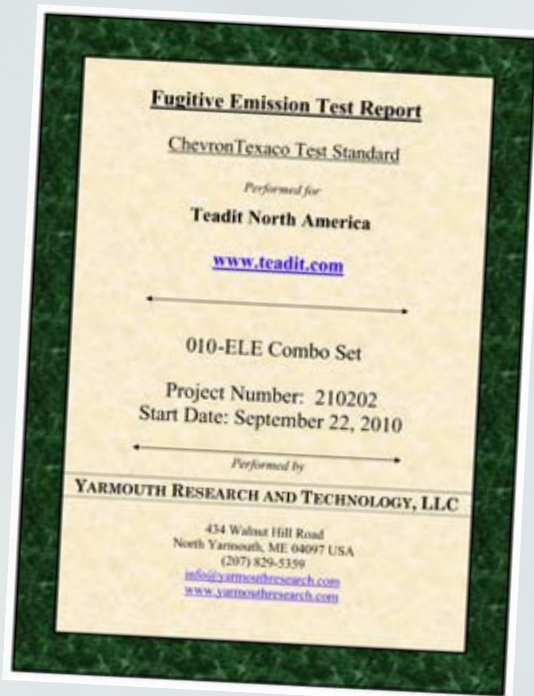 Fugitive Emission Test Report
ChevronTexaco Test Standard
Performed for
Teadit North America
www.teadit.com
010-ELE Combo Set
Project Number: 210202
Start Date: September 22, 2010
Performed by
YARMOUTH RESEARCH AND TECHNOLOGY, LLC
434 Walnut Hill Road
North Yarmouth, ME 04097 USA
(207) 829-5359
info@yarmouthresearch.com
www.yarmouthresearch.com